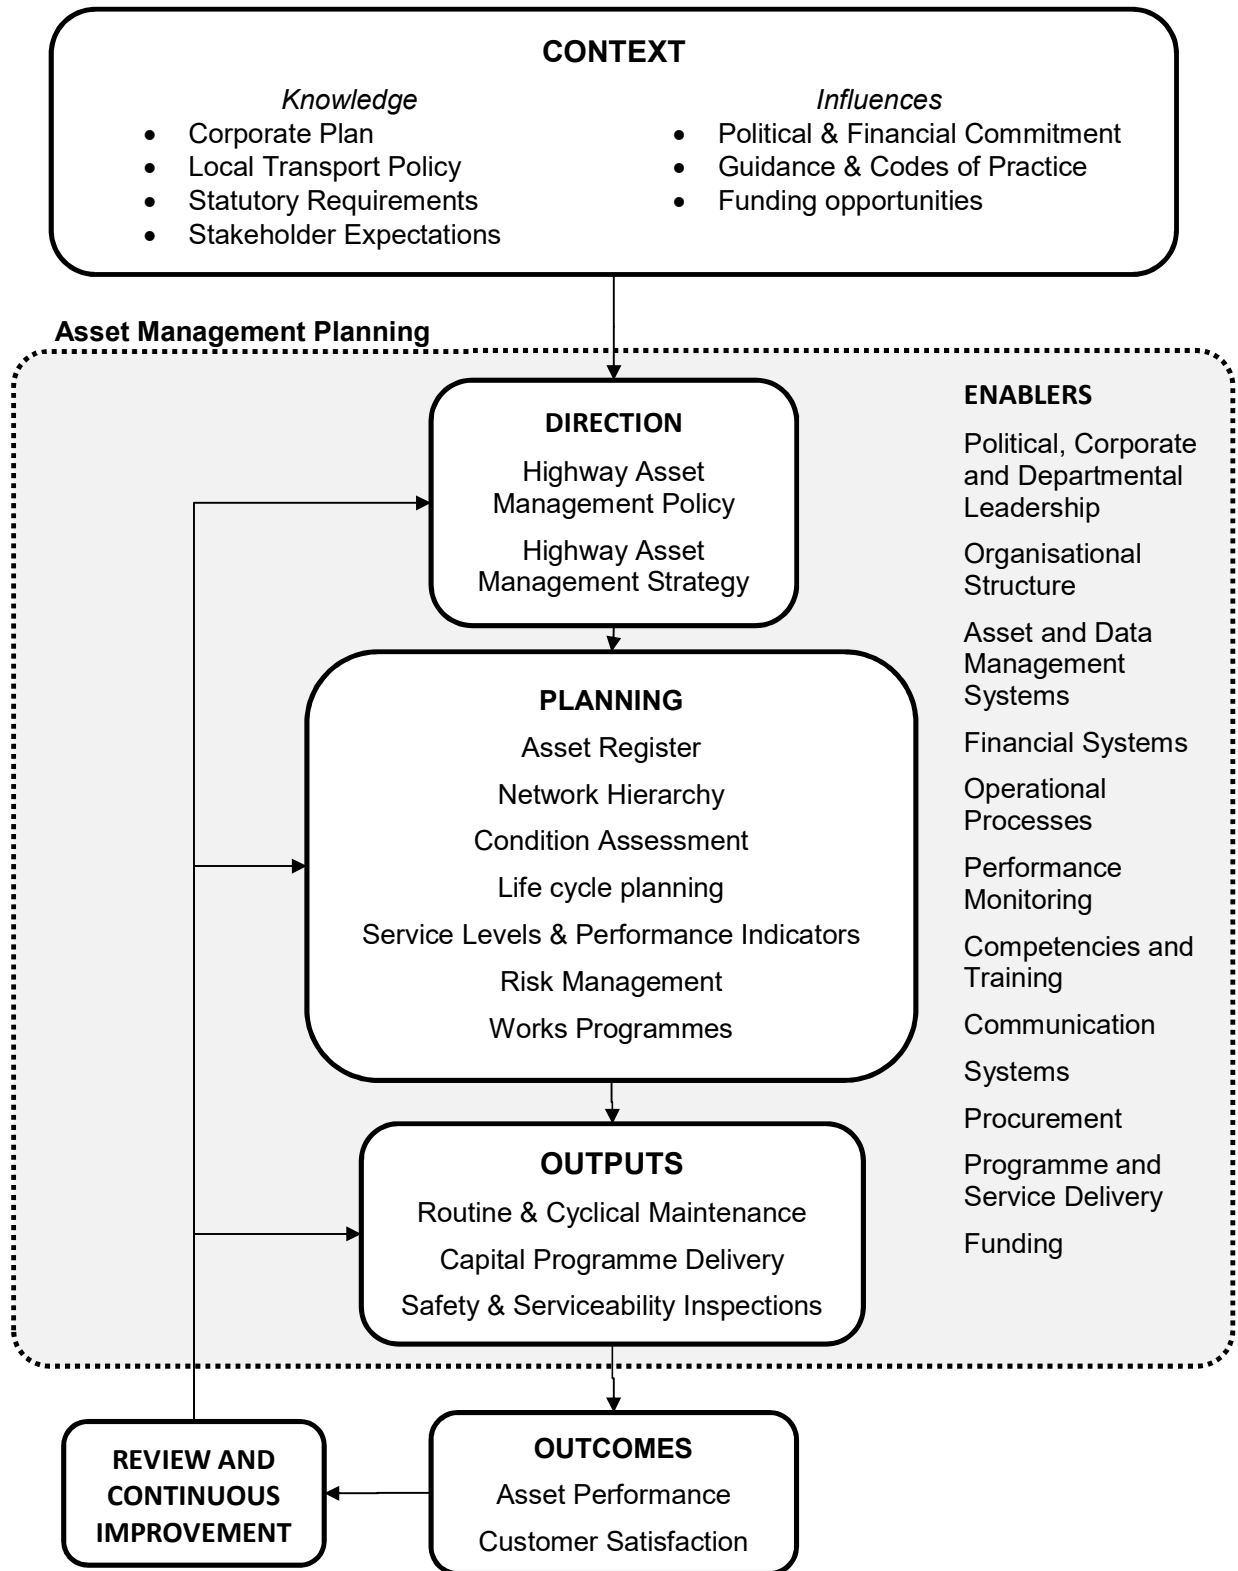 CONTEXT
Knowledge
• Corporate Plan
• Local Transport Policy
• Statutory Requirements
• Stakeholder Expectations
Influences
• Political & Financial Commitment
• Guidance & Codes of Practice
• Funding opportunities
Asset Management Planning
DIRECTION
Highway Asset
Management Policy
Highway Asset
Management Strategy
PLANNING
Asset Register
Network Hierarchy
Condition Assessment
Life cycle planning
Service Levels & Performance Indicators
Risk Management
Works Programmes
OUTPUTS
Routine & Cyclical Maintenance
Capital Programme Delivery
Safety & Serviceability Inspections
ENABLERS
Political, Corporate
and Departmental
Leadership
Organisational
Structure
Asset and Data
Management
Systems
Financial Systems
Operational
Processes
Performance
Monitoring
Competencies and
Training
Communication
Systems
Procurement
Programme and
Service Delivery
Funding
REVIEW AND
CONTINUOUS
IMPROVEMENT
OUTCOMES
Asset Performance
Customer Satisfaction